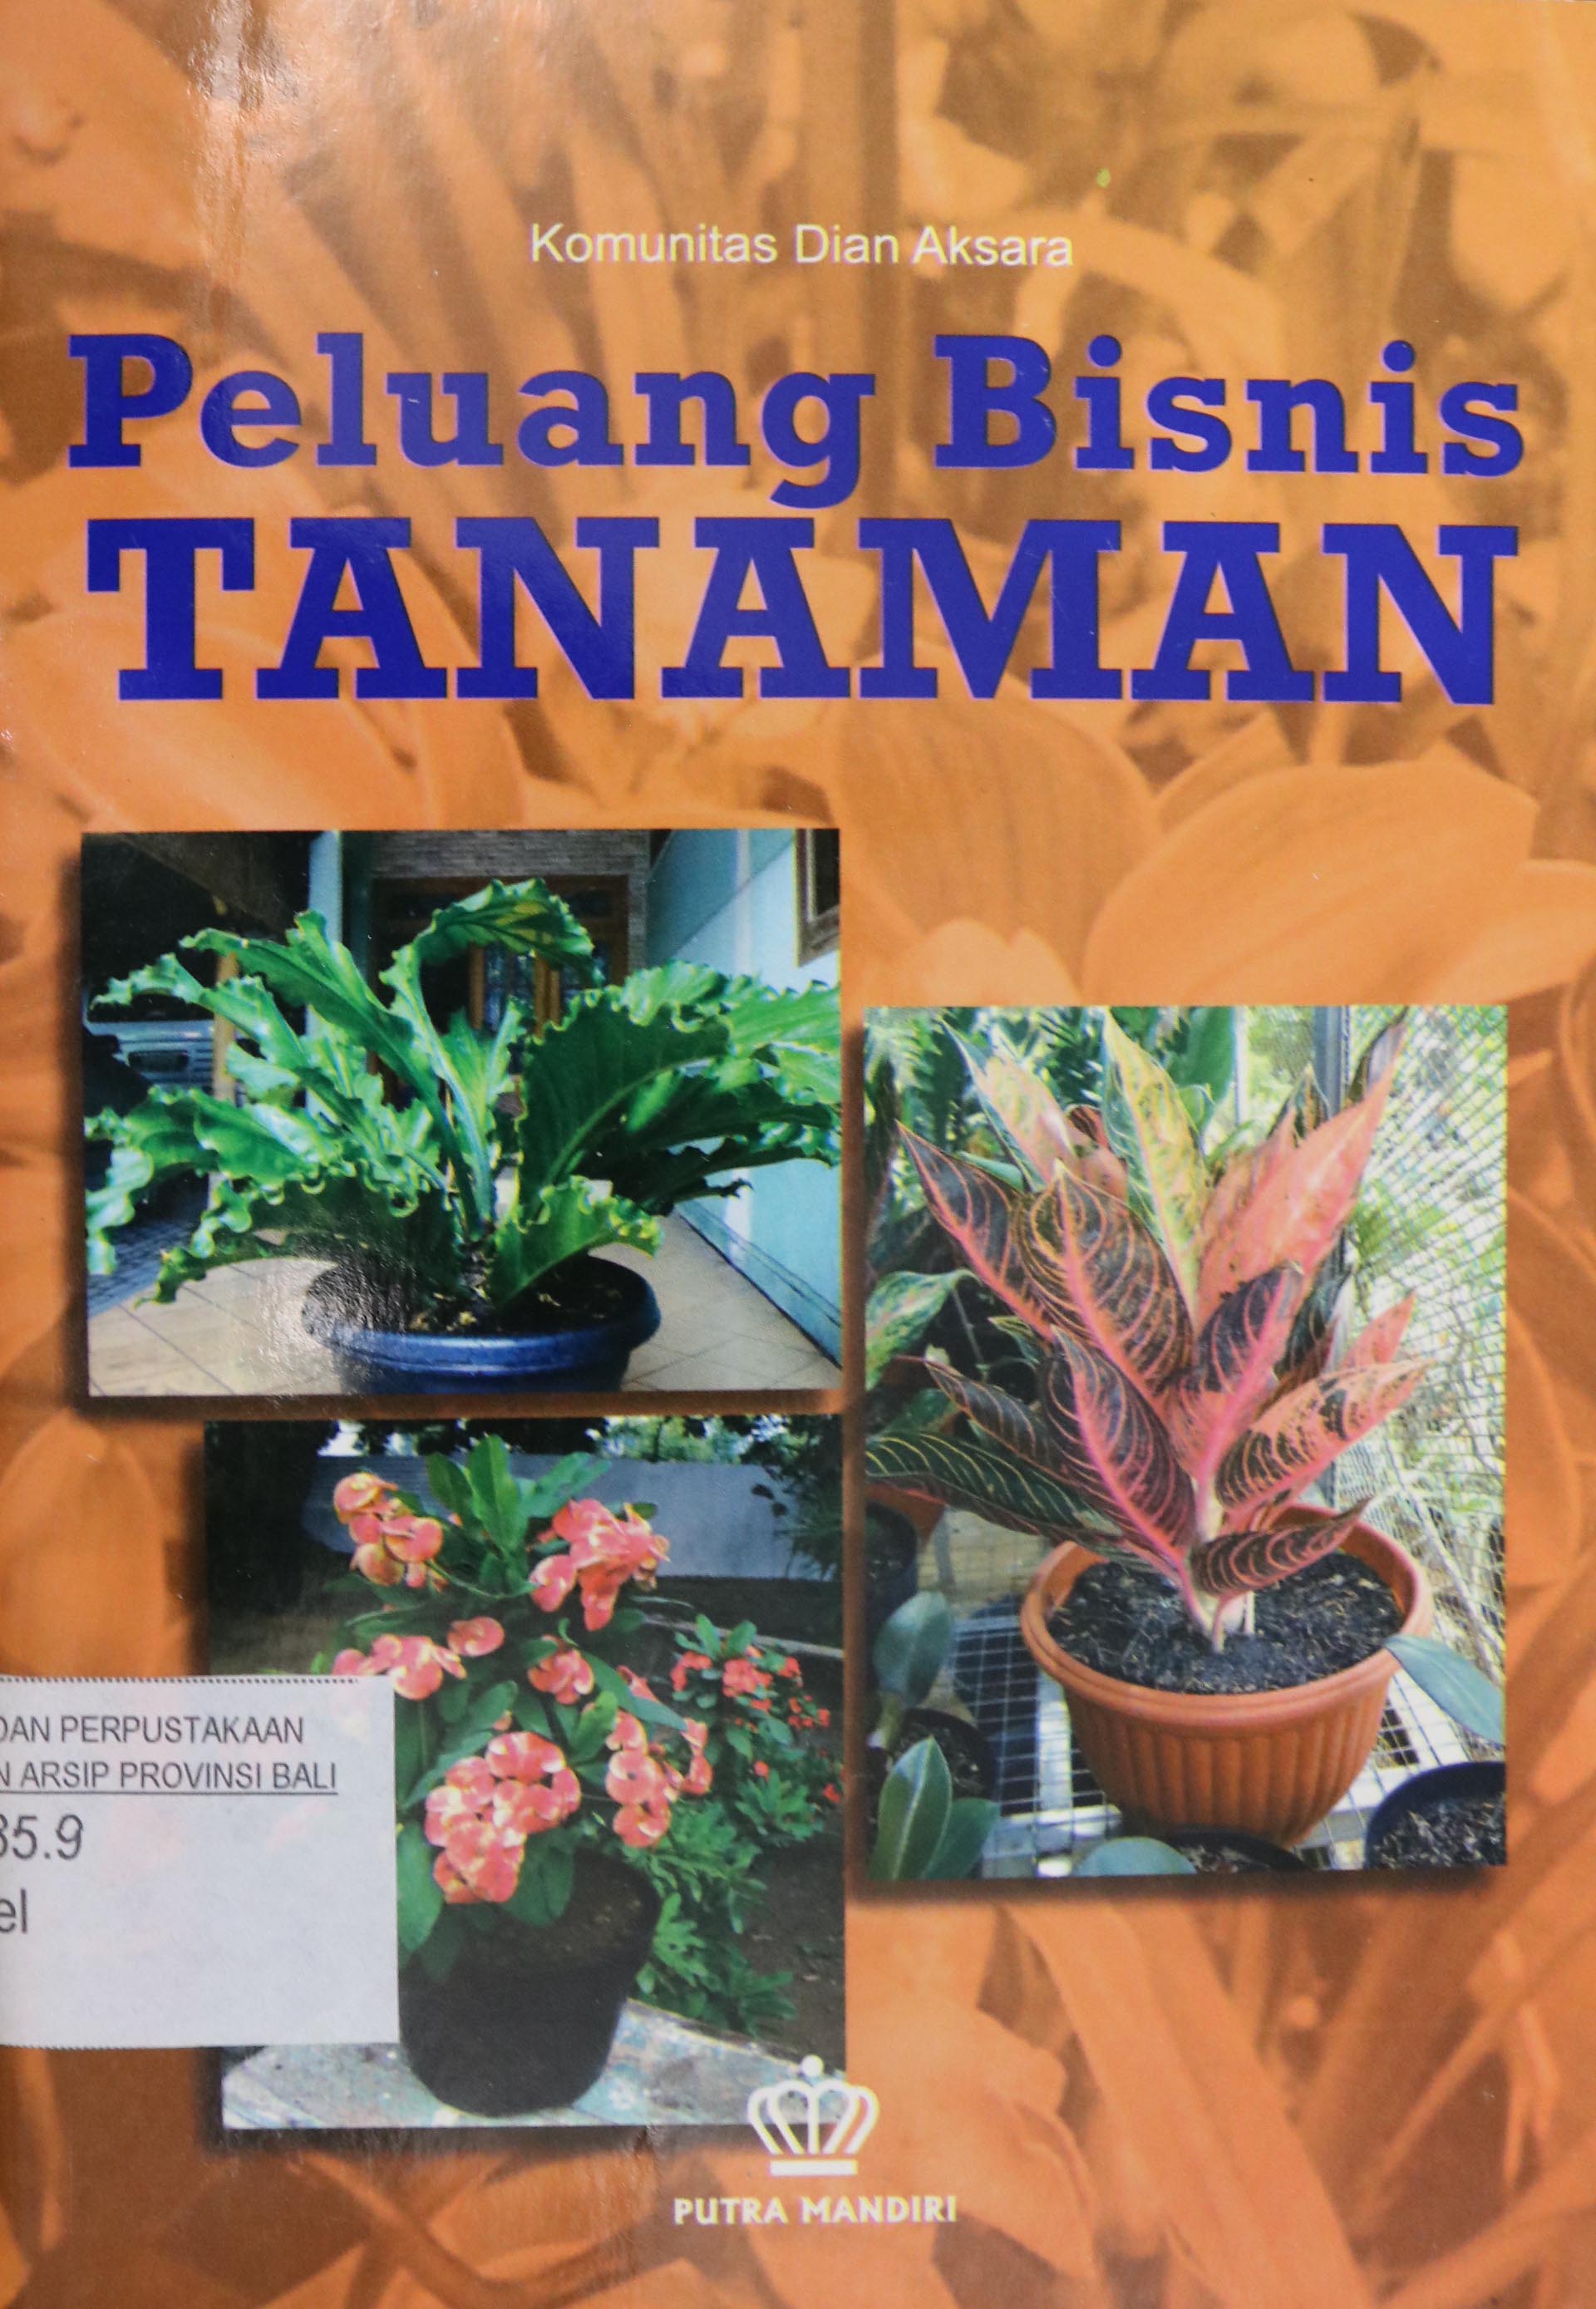 Komunitas Dian Aksara
Peluang Bisnis
TANAMAN
DAN PERPUSTAKAAN
N ARSIP PROVINSI BALI
35.9
el
PUTRA MANDIRI